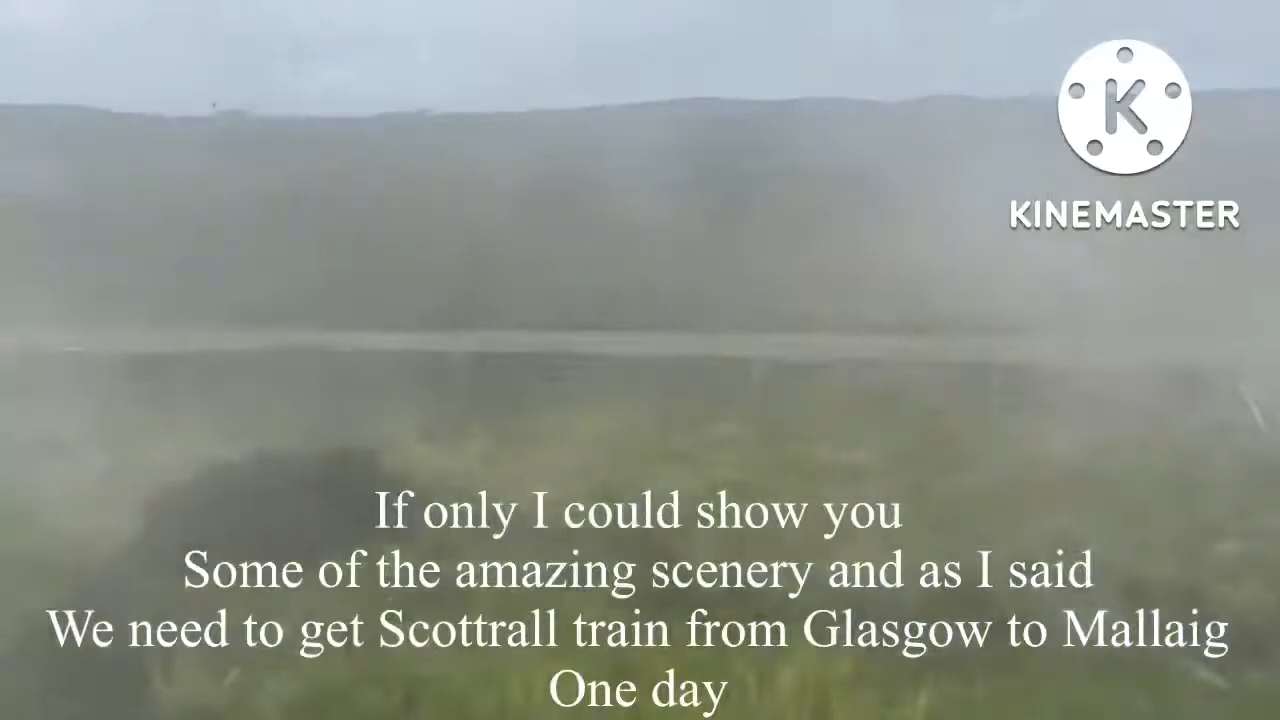 K
KINEMASTER
If only I could show you
Some of the amazing scenery and as I said
We need to get Scottrall train from Glasgow to Mallaig
One day